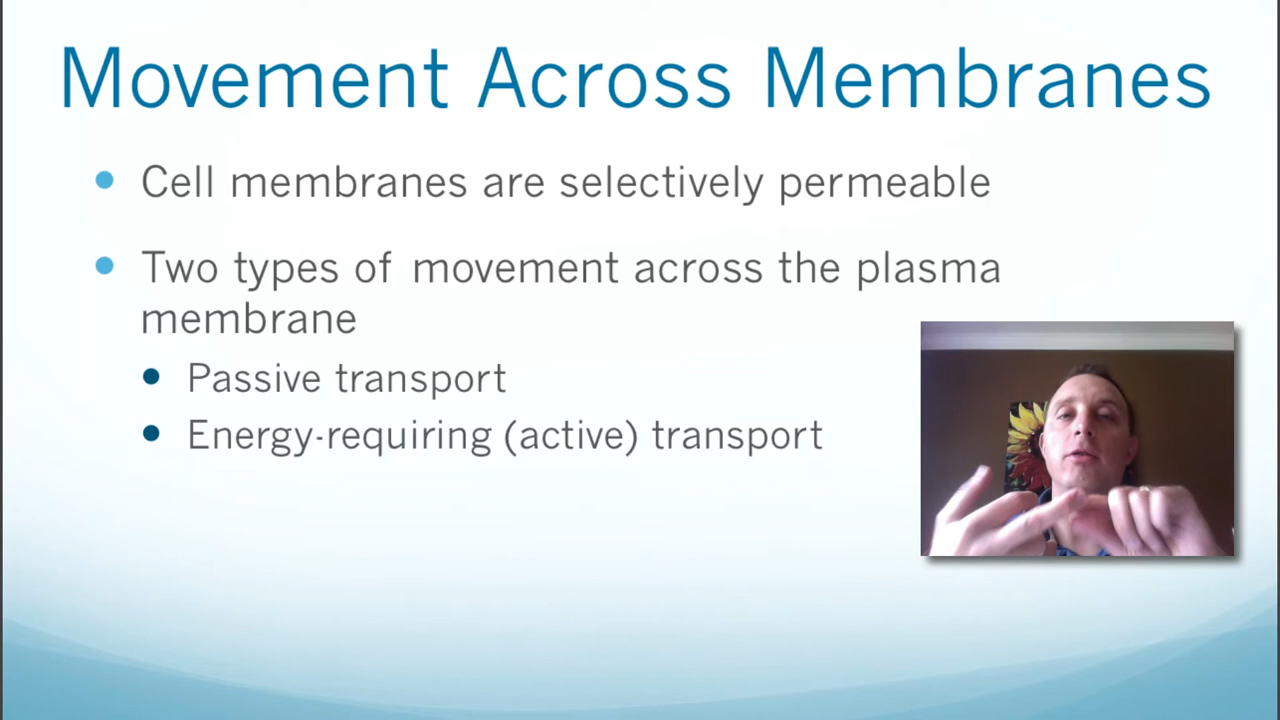 Movement Across Membranes
Cell membranes are selectively permeable
Two types of movement across the plasma
membrane
Passive transport
Energy-requiring (active) transport